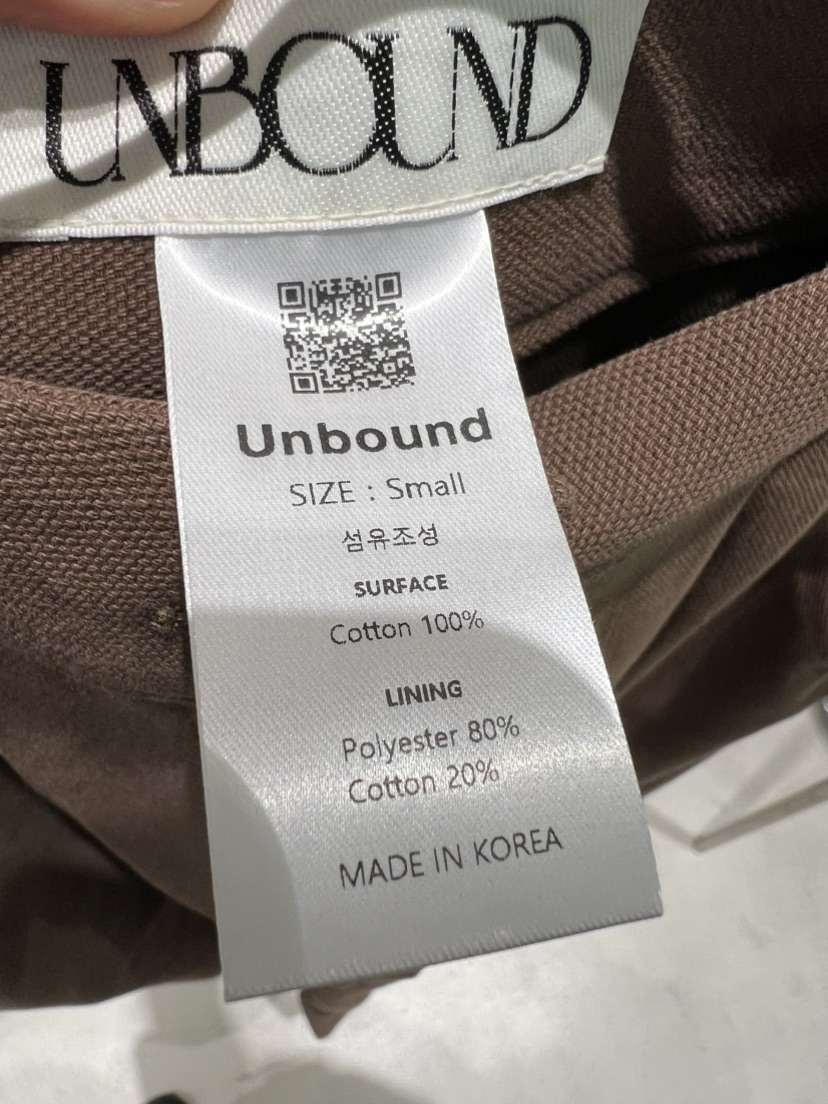 UNBOUND
Unbound
SIZE : Small
섬유조성
SURFACE
Cotton 100%
LINING
Polyester 80%
Cotton 20%
MADE IN KOREA